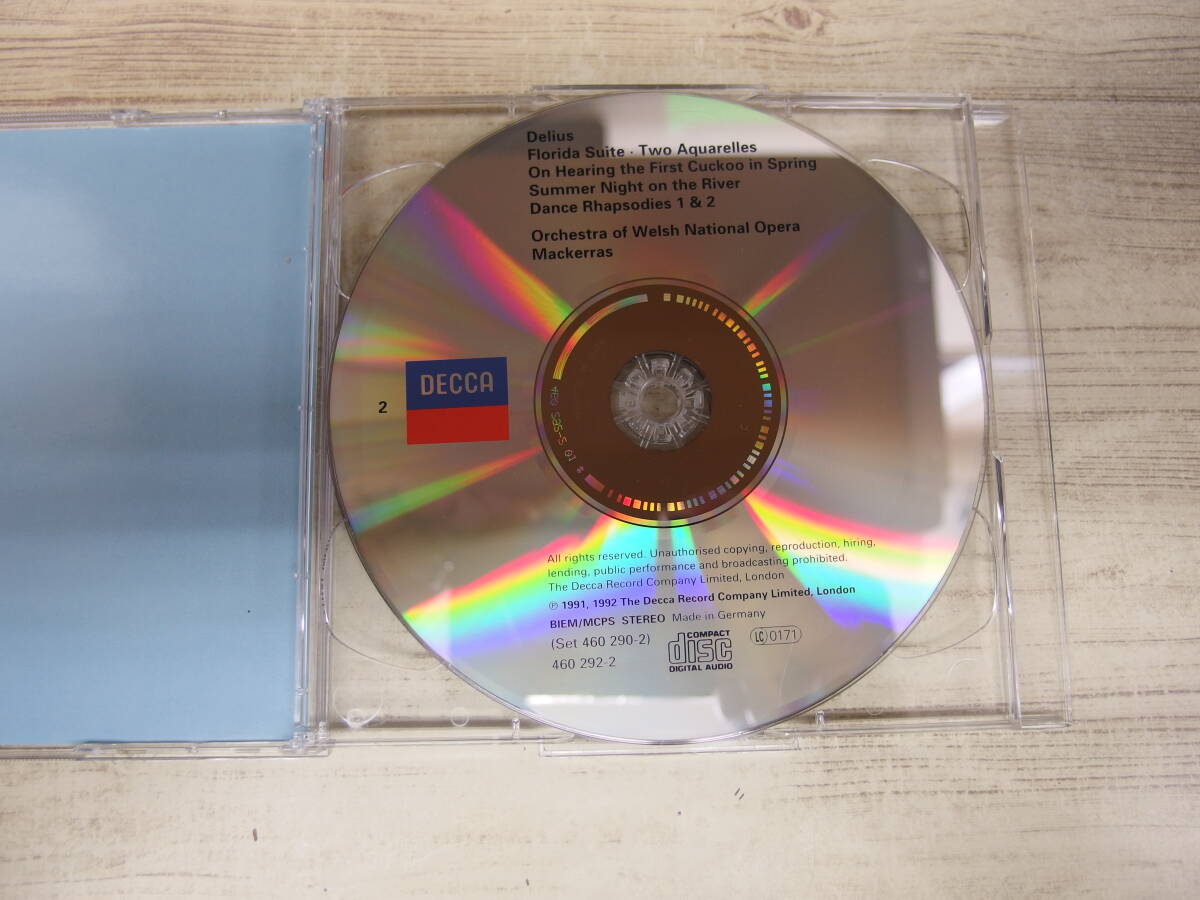 Delius
Florida Suite · Two Aquarelles
On Hearing the First Cuckoo in Spring
Summer Night on the River
Dance Rhapsodies 1 & 2
Orchestra of Welsh National Opera
Mackerras
DECCA
2
All rights reserved. Unauthorised copying, reproduction, hiring,
lending, public performance and broadcasting prohibited.
The Decca Record Company Limited, London
℗ 1991, 1992 The Decca Record Company Limited, London
BIEM/MCPS STEREO Made in Germany
(Set 460 290-2)
460 292-2
COMPACT
disc
DIGITAL AUDIO
LC 0171